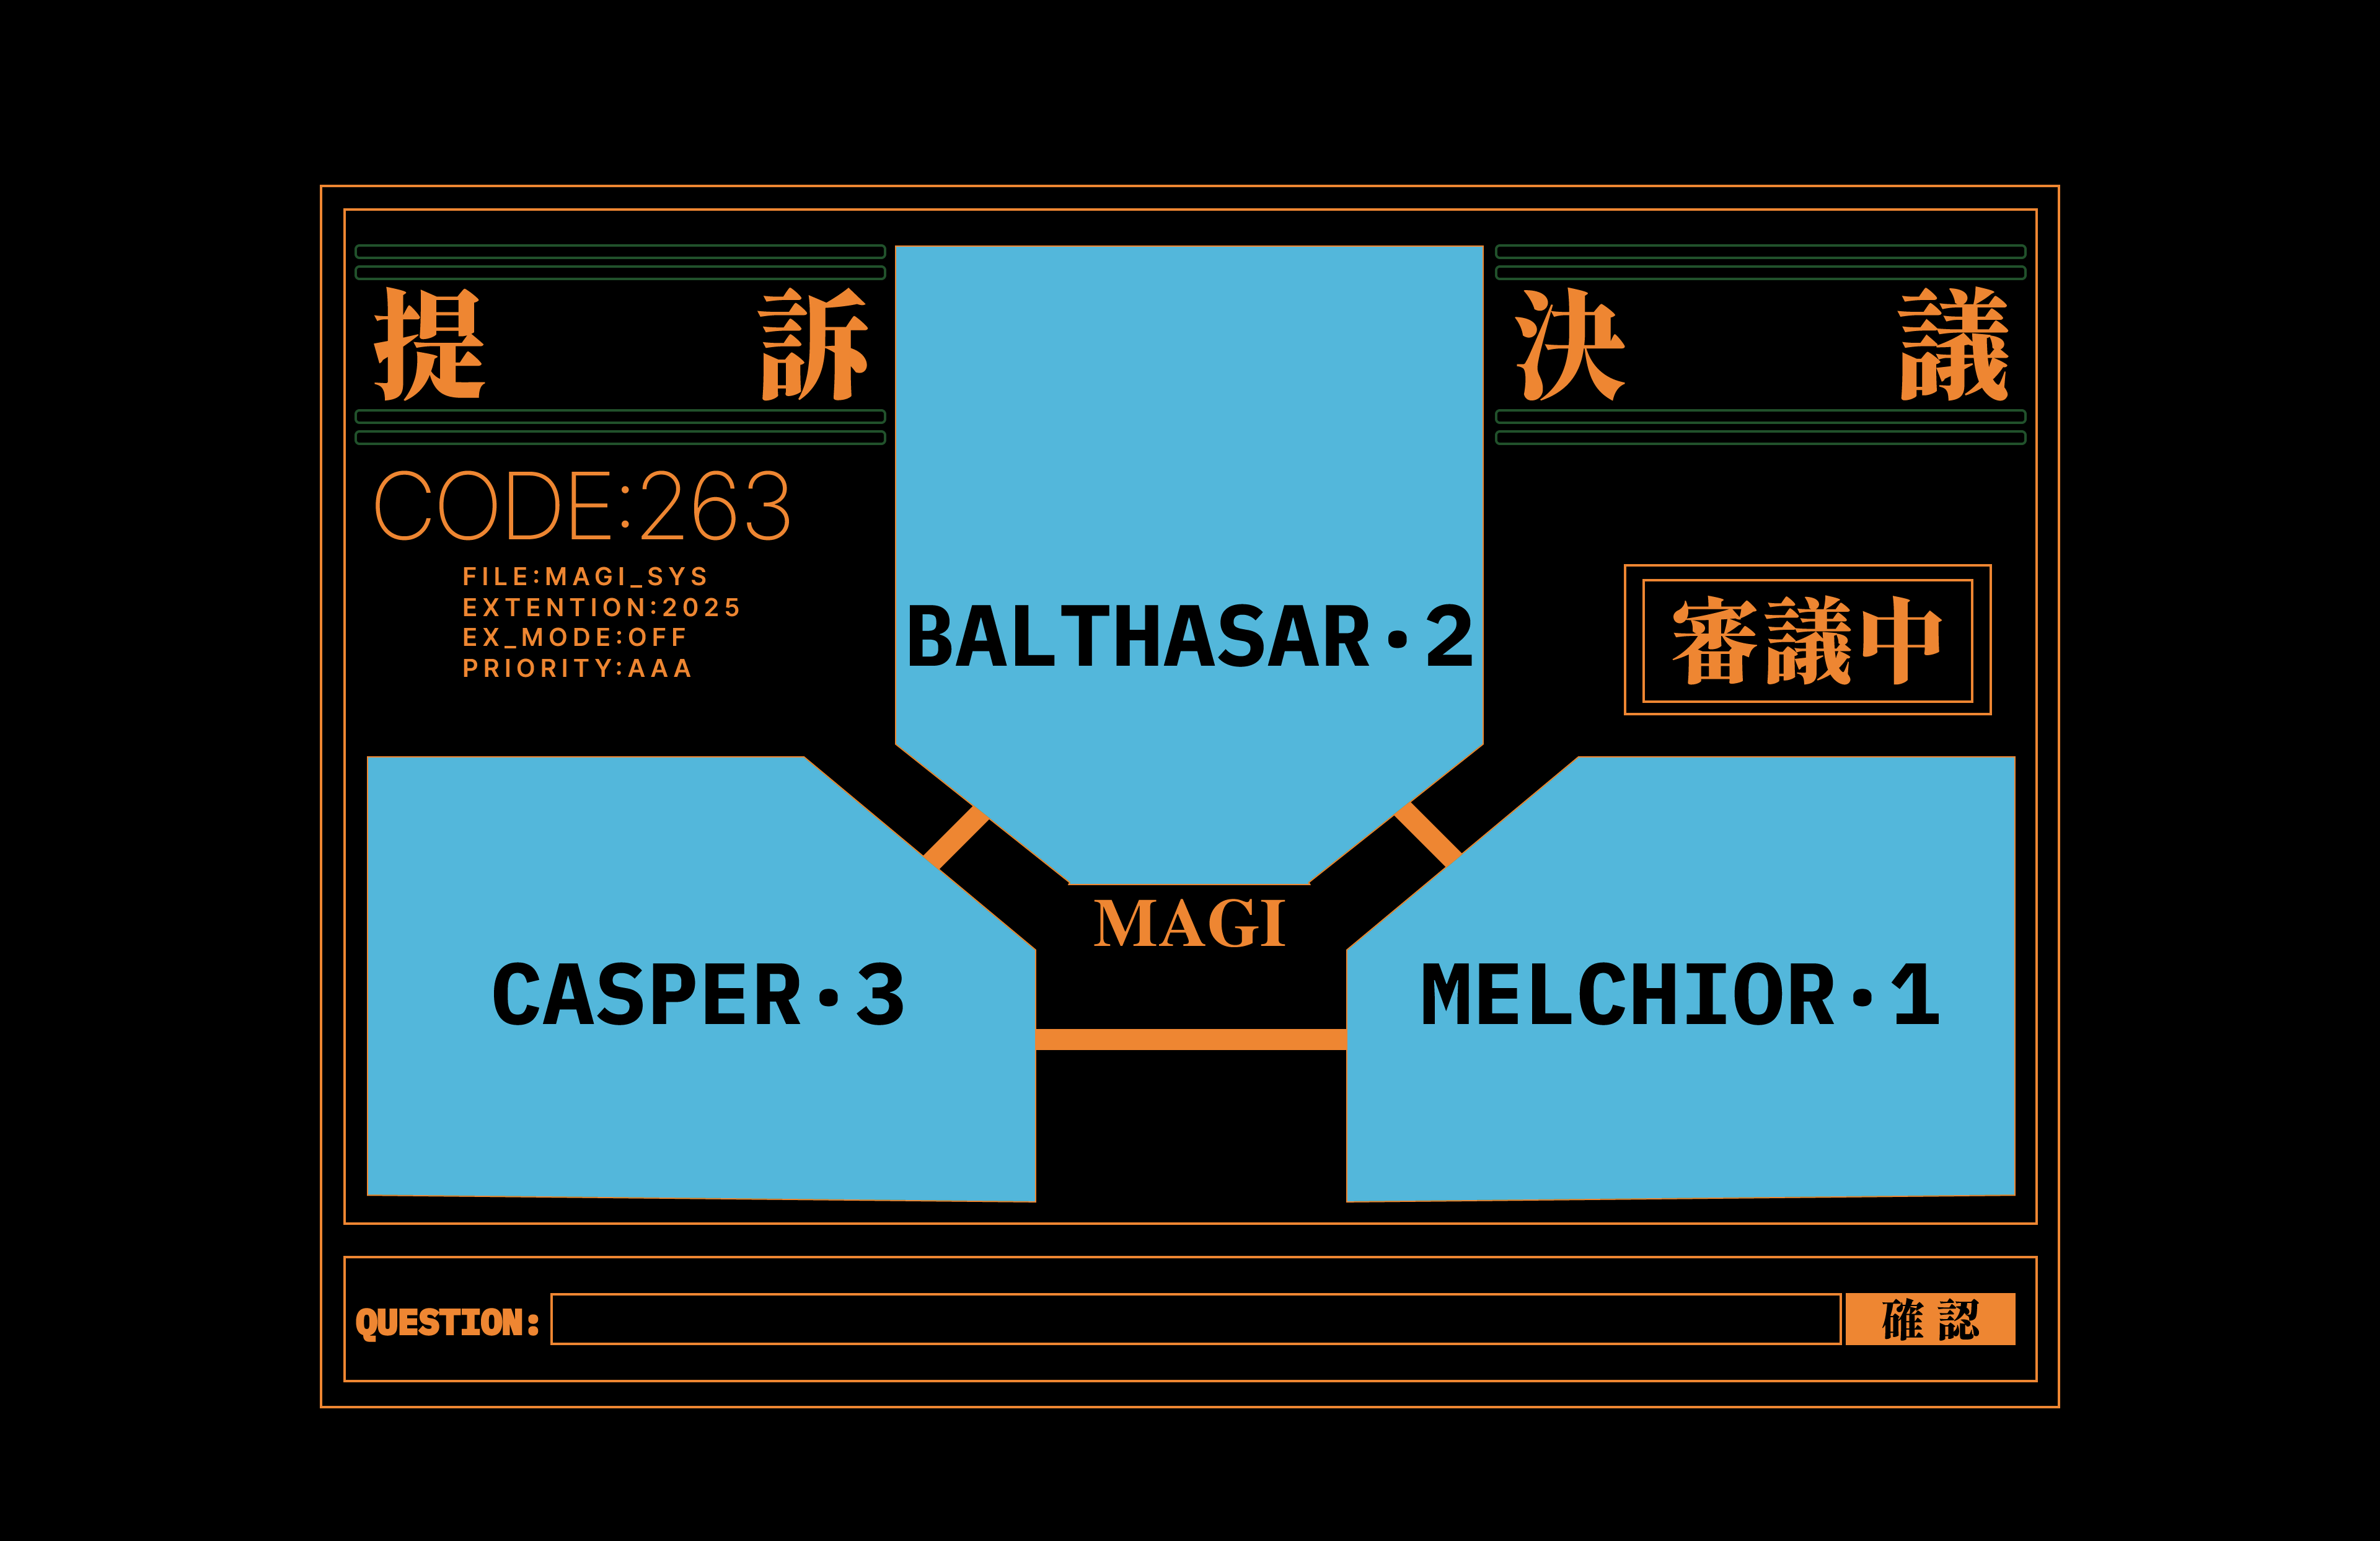 提訴
決議
CODE:263
FILE:MAGI_SYS
EXTENTION:2025
EX_MODE:OFF
PRIORITY:AAA
BALTHASAR·2
審議中
MAGI
CASPER·3
MELCHIOR·1
QUESTION:
確認